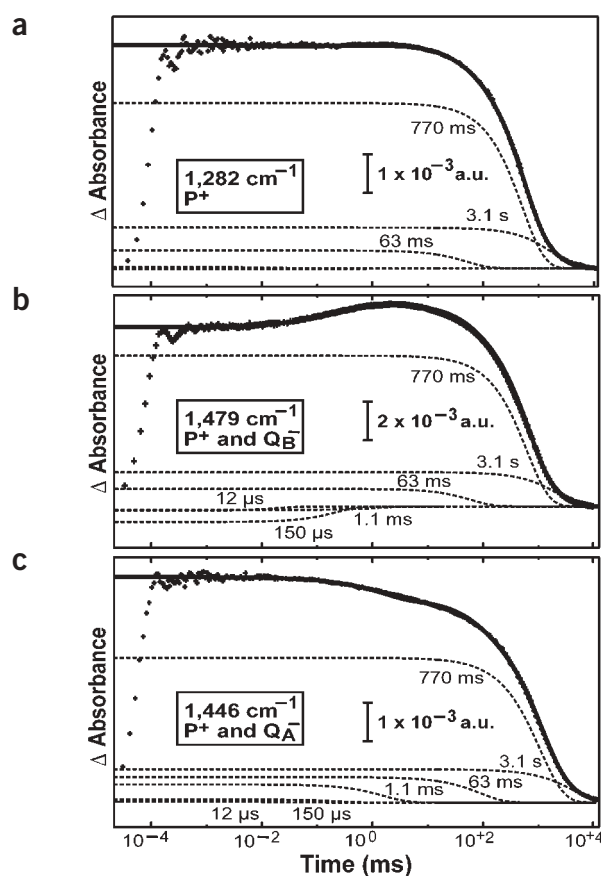 a
Δ Absorbance
770 ms
1,282 cm⁻¹
P⁺
1 x 10⁻³ a.u.
3.1 s
63 ms
b
Δ Absorbance
770 ms
1,479 cm⁻¹
P⁺ and Q_B⁻
2 x 10⁻³ a.u.
3.1 s
63 ms
12 µs
1.1 ms
150 µs
c
Δ Absorbance
770 ms
1,446 cm⁻¹
P⁺ and Q_A⁻
1 x 10⁻³ a.u.
3.1 s
63 ms
1.1 ms
12 µs 150 µs
10⁻⁴ 10⁻² 10⁰ 10⁺² 10⁺⁴
Time (ms)